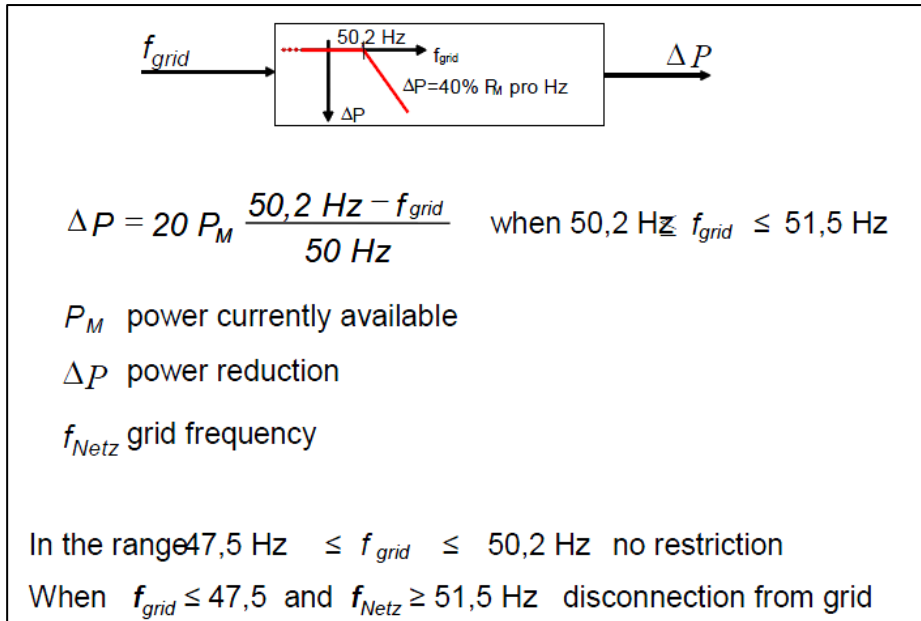 50,2 Hz
f_grid
f_grid
ΔP
ΔP=40% P_M pro Hz
ΔP
ΔP = 20 P_M (50,2 Hz − f_grid) / 50 Hz when 50,2 Hz ≤ f_grid ≤ 51,5 Hz
P_M power currently available
ΔP power reduction
f_Netz grid frequency
In the range 47,5 Hz ≤ f_grid ≤ 50,2 Hz no restriction
When f_grid ≤ 47,5 and f_Netz ≥ 51,5 Hz disconnection from grid